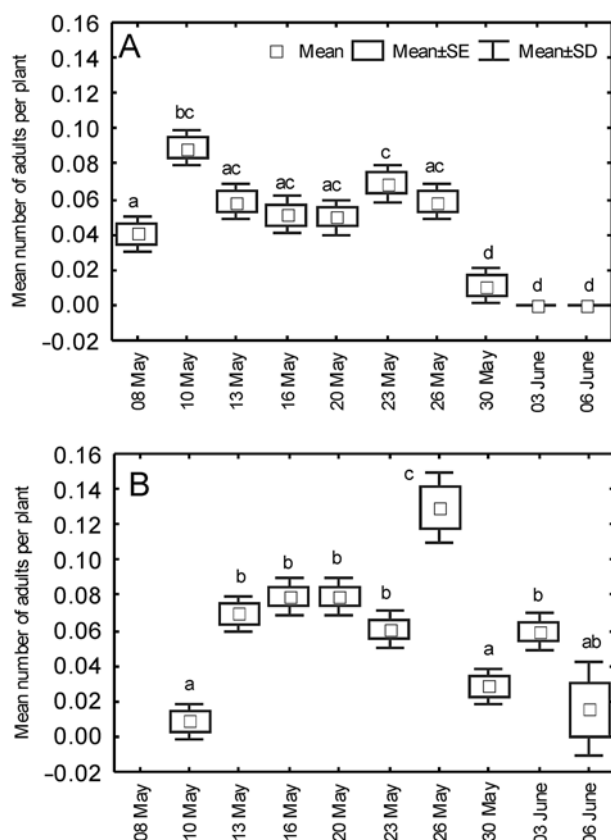 A
Mean Mean±SE Mean±SD
Mean number of adults per plant
0.16
0.14
0.12
0.10
0.08
0.06
0.04
0.02
0.00
−0.02
a
bc
ac
ac
ac
c
ac
d
d
d
08 May
10 May
13 May
16 May
20 May
23 May
26 May
30 May
03 June
06 June
B
Mean number of adults per plant
0.16
0.14
0.12
0.10
0.08
0.06
0.04
0.02
0.00
−0.02
a
b
b
b
b
c
a
b
ab
08 May
10 May
13 May
16 May
20 May
23 May
26 May
30 May
03 June
06 June